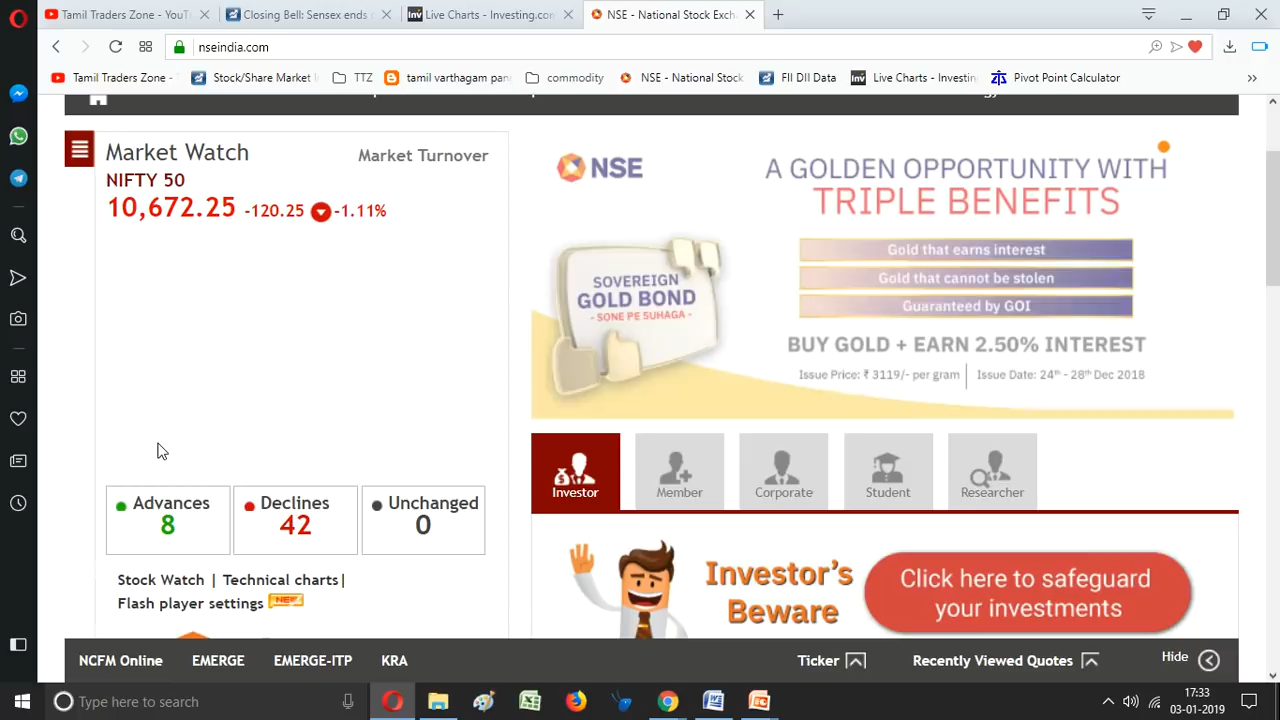 Tamil Traders Zone - YouT
Closing Bell: Sensex ends
Live Charts - Investing.com
NSE - National Stock Exch
nseindia.com
Tamil Traders Zone -
Stock/Share Market
TTZ
tamil varthagam pan
commodity
NSE - National Stock
FII DII Data
Live Charts - Investin
Pivot Point Calculator
Market Watch
Market Turnover
NIFTY 50
10,672.25 -120.25 -1.11%
Advances
8
Declines
42
Unchanged
0
Stock Watch | Technical charts|
Flash player settings NEW
NSE
A GOLDEN OPPORTUNITY WITH
TRIPLE BENEFITS
SOVEREIGN
GOLD BOND
- SONE PE SUHAGA -
Gold that earns interest
Gold that cannot be stolen
Guaranteed by GOI
BUY GOLD + EARN 2.50% INTEREST
Issue Price: ₹ 3119/- per gram | Issue Date: 24th - 28th Dec 2018
Investor
Member
Corporate
Student
Researcher
Investor's
Beware
Click here to safeguard
your investments
NCFM Online
EMERGE
EMERGE-ITP
KRA
Ticker
Recently Viewed Quotes
Hide
Type here to search
17:33
03-01-2019